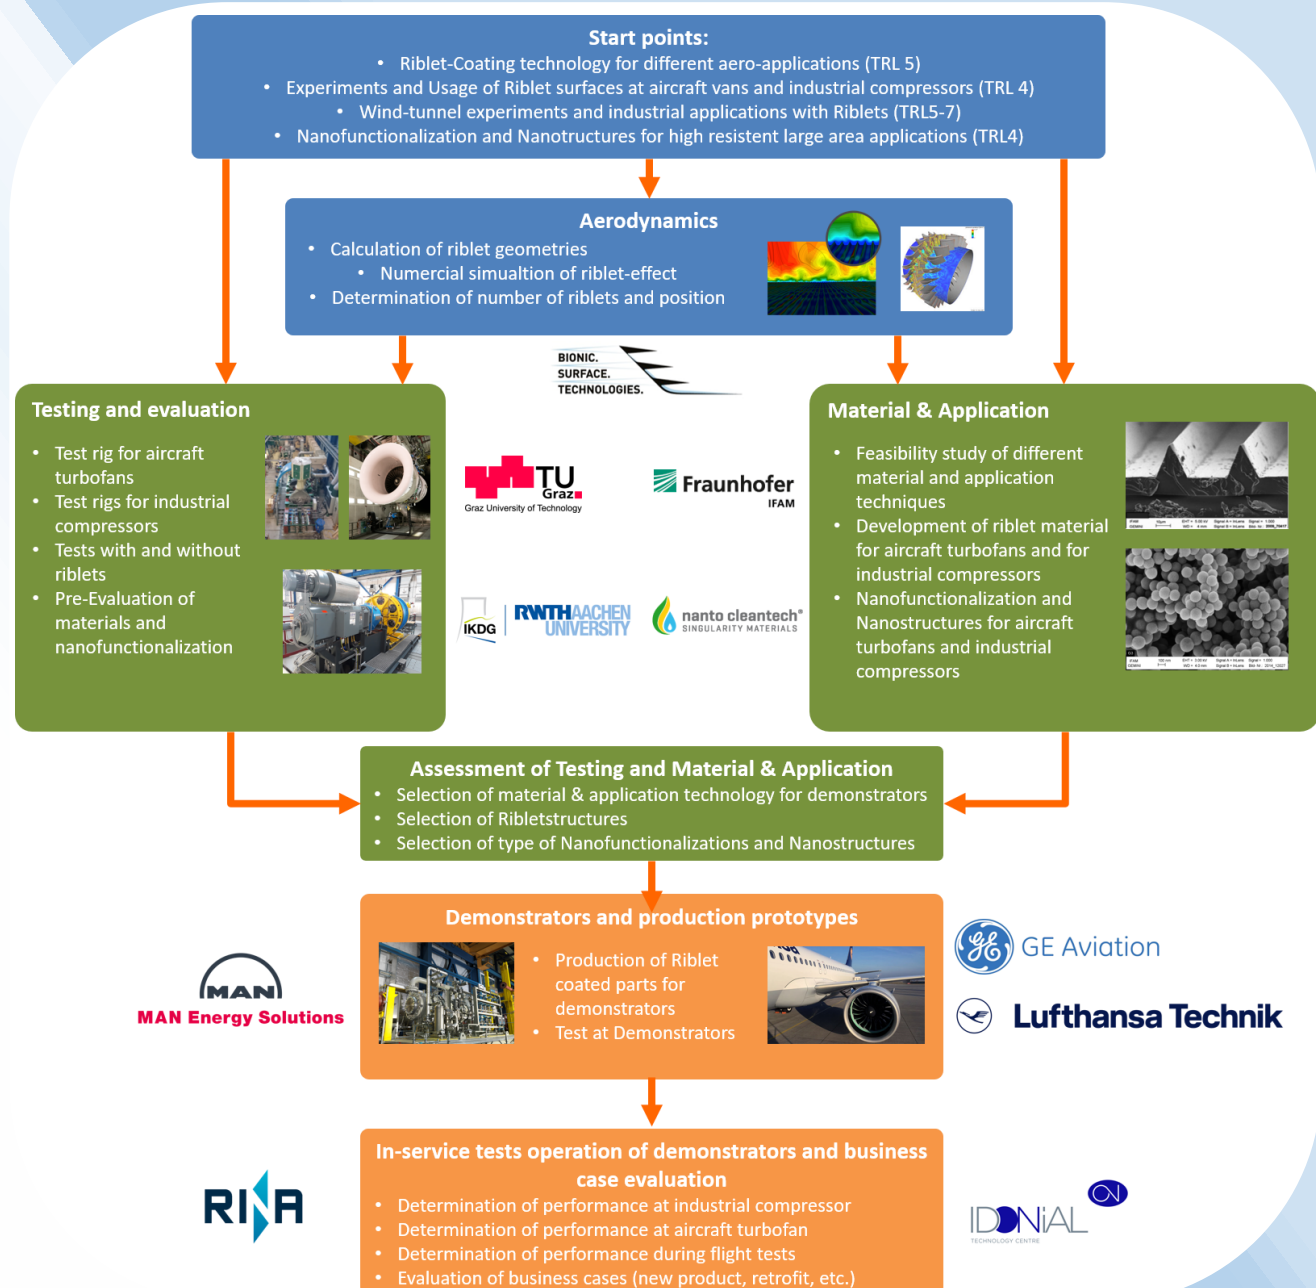 Start points:
• Riblet-Coating technology for different aero-applications (TRL 5)
• Experiments and Usage of Riblet surfaces at aircraft vans and industrial compressors (TRL 4)
• Wind-tunnel experiments and industrial applications with Riblets (TRL5-7)
• Nanofunctionalization and Nanotructures for high resistent large area applications (TRL4)
Aerodynamics
• Calculation of riblet geometries
• Numercial simualtion of riblet-effect
• Determination of number of riblets and position
BIONIC.
SURFACE.
TECHNOLOGIES.
Testing and evaluation
• Test rig for aircraft
turbofans
• Test rigs for industrial
compressors
• Tests with and without
riblets
• Pre-Evaluation of
materials and
nanofunctionalization
TU
Graz
Graz University of Technology
Fraunhofer
IFAM
IKDG
RWTHAACHEN
UNIVERSITY
nanto cleantech®
SINGULARITY MATERIALS
Material & Application
• Feasibility study of different
material and application
techniques
• Development of riblet material
for aircraft turbofans and for
industrial compressors
• Nanofunctionalization and
Nanostructures for aircraft
turbofans and industrial
compressors
Assessment of Testing and Material & Application
• Selection of material & application technology for demonstrators
• Selection of Ribletstructures
• Selection of type of Nanofunctionalizations and Nanostructures
Demonstrators and production prototypes
• Production of Riblet
coated parts for
demonstrators
• Test at Demonstrators
MAN
MAN Energy Solutions
GE Aviation
Lufthansa Technik
In-service tests operation of demonstrators and business
case evaluation
• Determination of performance at industrial compressor
• Determination of performance at aircraft turbofan
• Determination of performance during flight tests
• Evaluation of business cases (new product, retrofit, etc.)
RINA
IDONiAL
TECHNOLOGY CENTRE